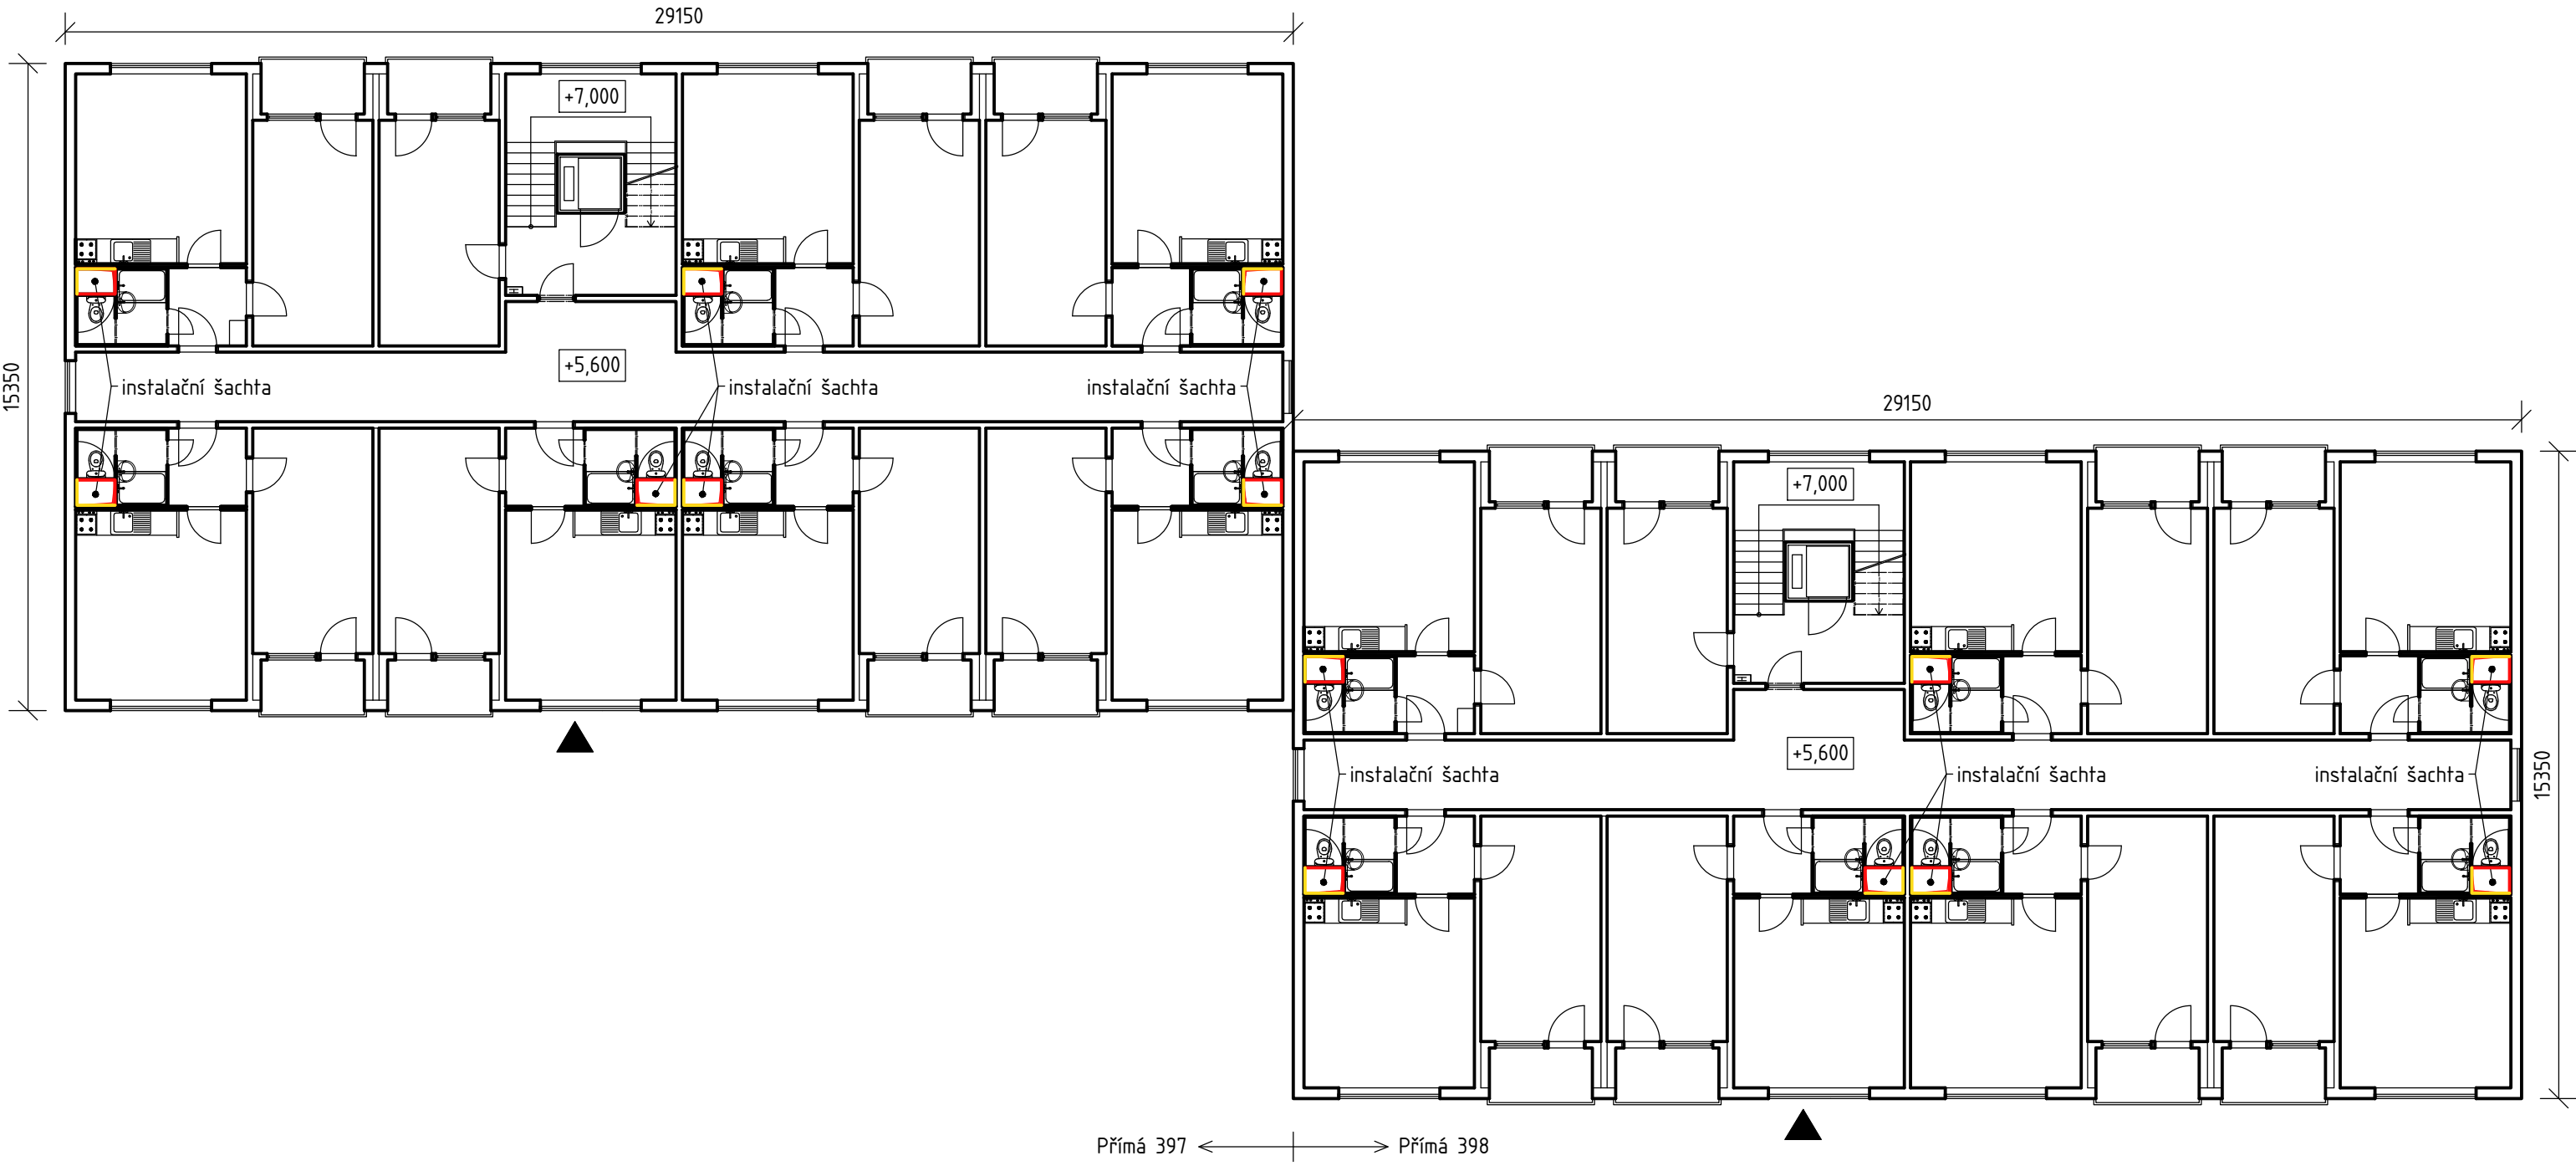 29150
+7,000
15350
+5,600
instalační šachta
instalační šachta
instalační šachta
29150
+7,000
15350
+5,600
instalační šachta
instalační šachta
instalační šachta
Přímá 397
Přímá 398